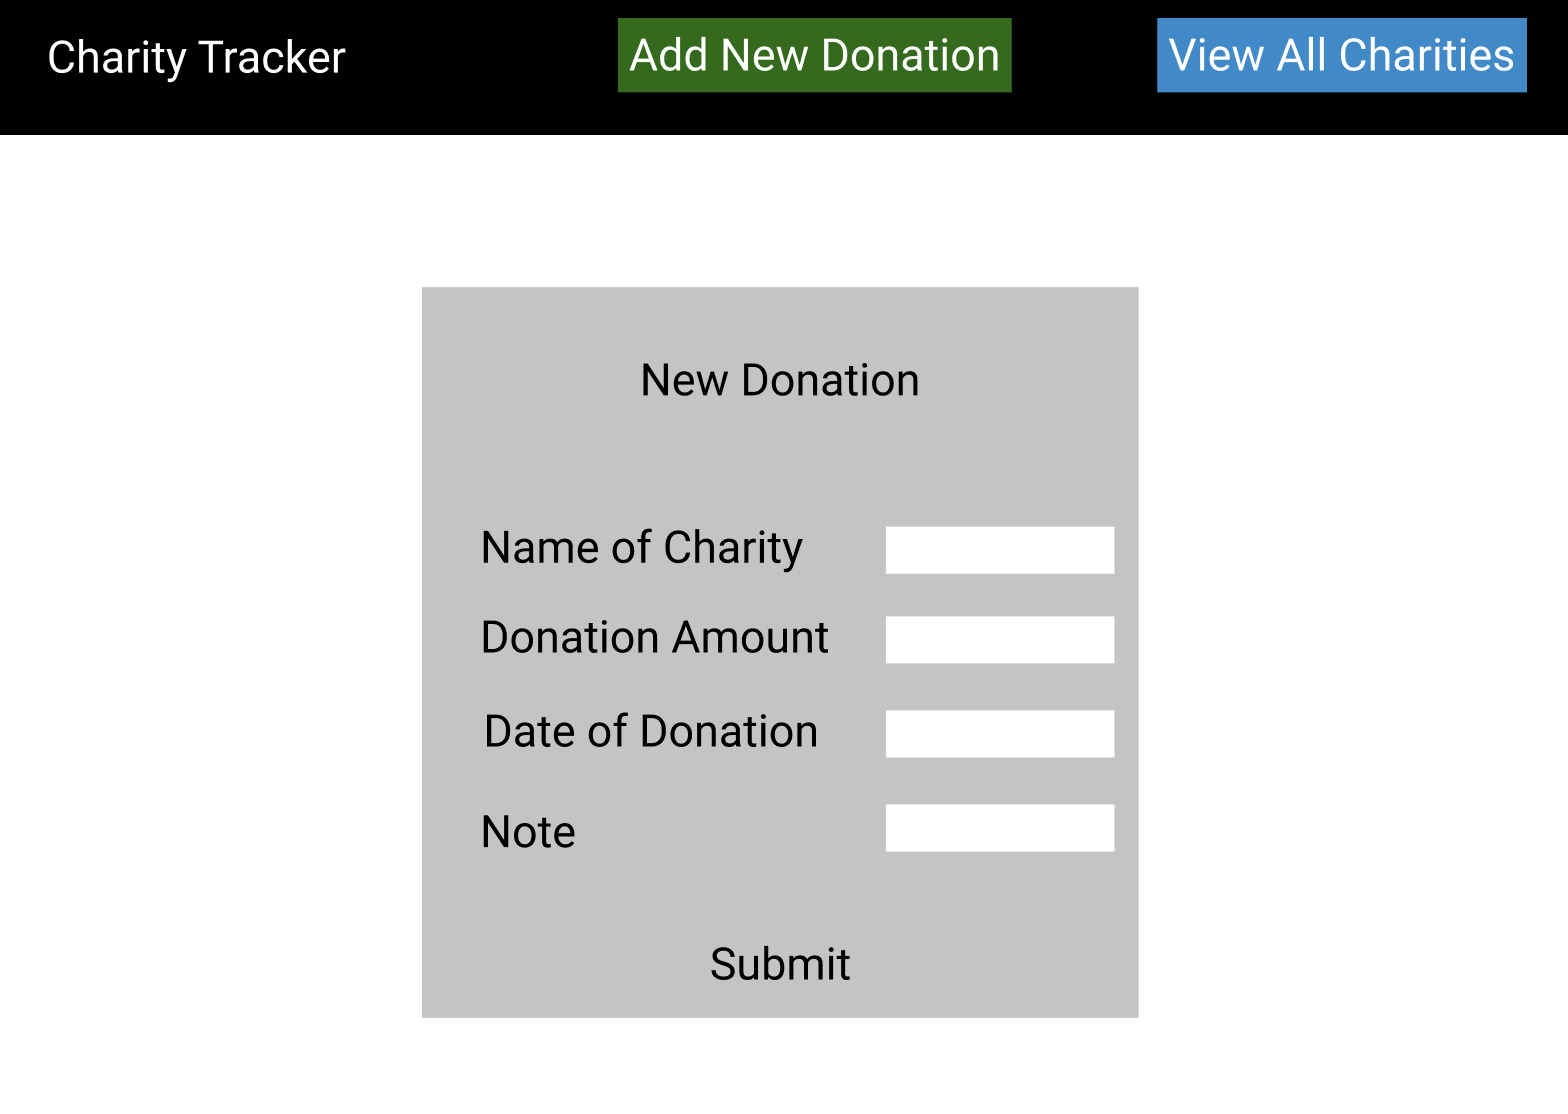 Charity Tracker
Add New Donation
View All Charities
New Donation
Name of Charity
Donation Amount
Date of Donation
Note
Submit